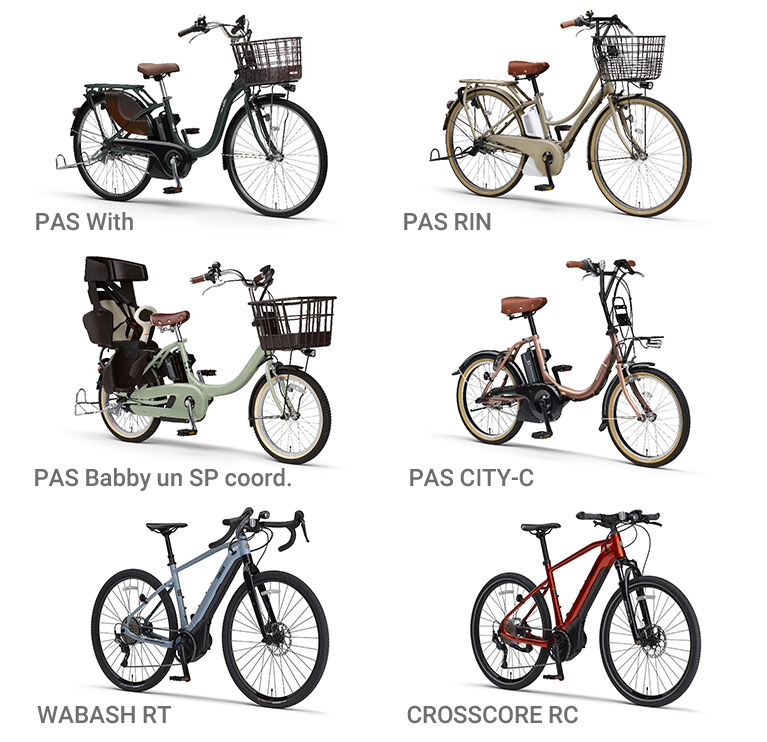 PAS With
PAS RIN
PAS Babby un SP coord.
PAS CITY-C
WABASH RT
CROSSCORE RC